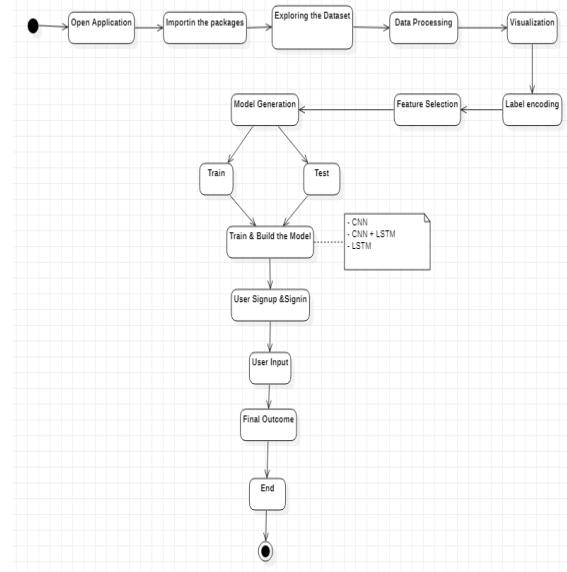 Open Application
Importin the packages
Exploring the Dataset
Data Processing
Visualization
Model Generation
Feature Selection
Label encoding
Train
Test
Train & Build the Model
- CNN
- CNN + LSTM
- LSTM
User Signup &Signin
User Input
Final Outcome
End